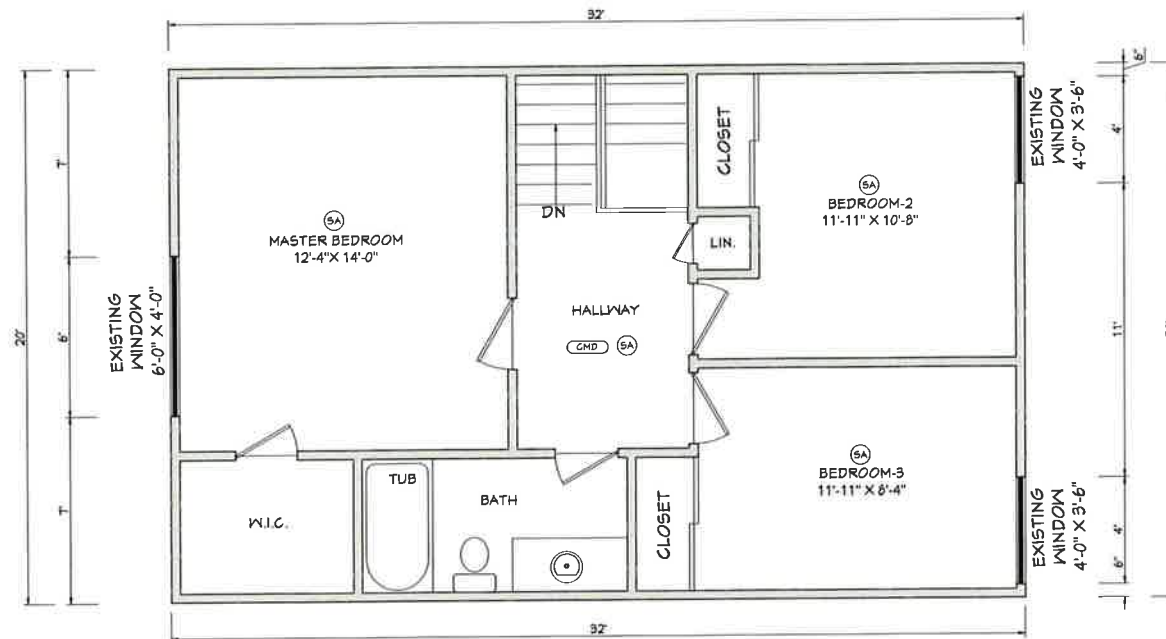 32'
6"
20'
7'
6'
7'
EXISTING
WINDOW
6'-0" X 4'-0"
SA
MASTER BEDROOM
12'-4" X 14'-0"
DN
HALLWAY
CMD
SA
CLOSET
LIN.
SA
BEDROOM-2
11'-11" X 10'-8"
EXISTING
WINDOW
4'-0" X 3'-6"
4'
11'
SA
BEDROOM-3
11'-11" X 8'-4"
EXISTING
WINDOW
4'-0" X 3'-6"
4'
6"
W.I.C.
TUB
BATH
CLOSET
32'